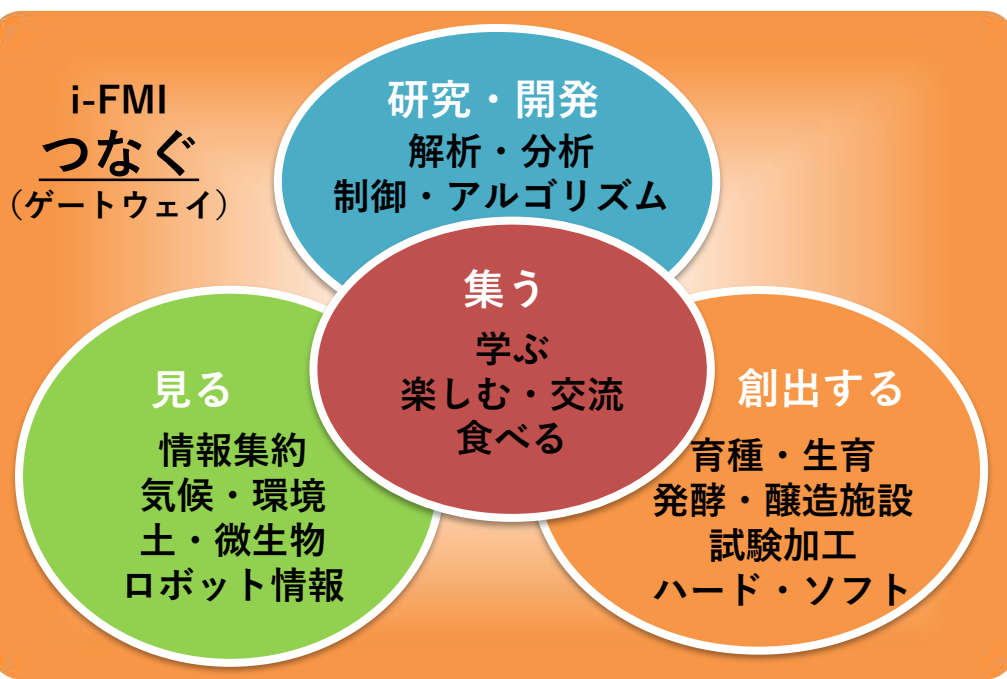 i-FMI
つなぐ
（ゲートウェイ）
研究・開発
解析・分析
制御・アルゴリズム
集う
学ぶ
楽しむ・交流
食べる
見る
情報集約
気候・環境
土・微生物
ロボット情報
創出する
育種・生育
発酵・醸造施設
試験加工
ハード・ソフト